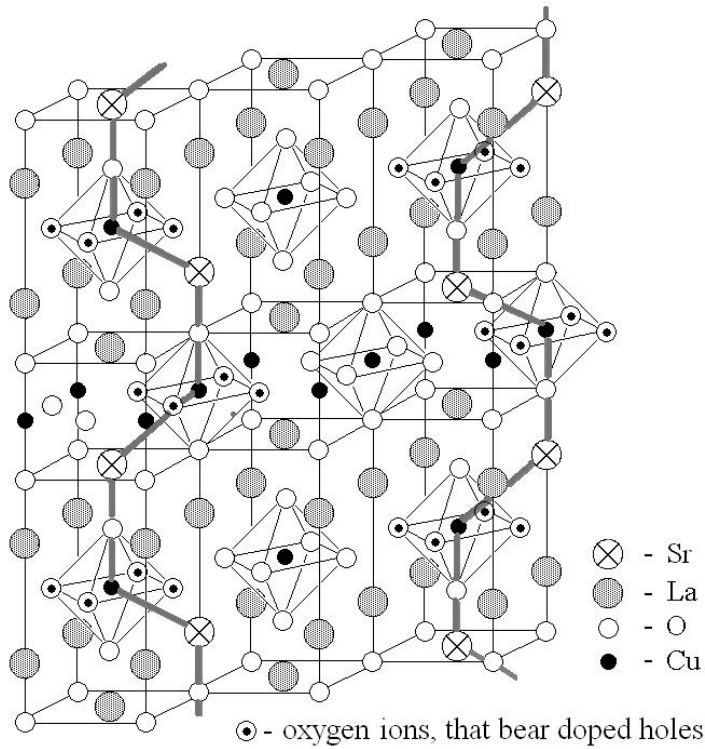 - Sr
- La
- O
- Cu
- oxygen ions, that bear doped holes